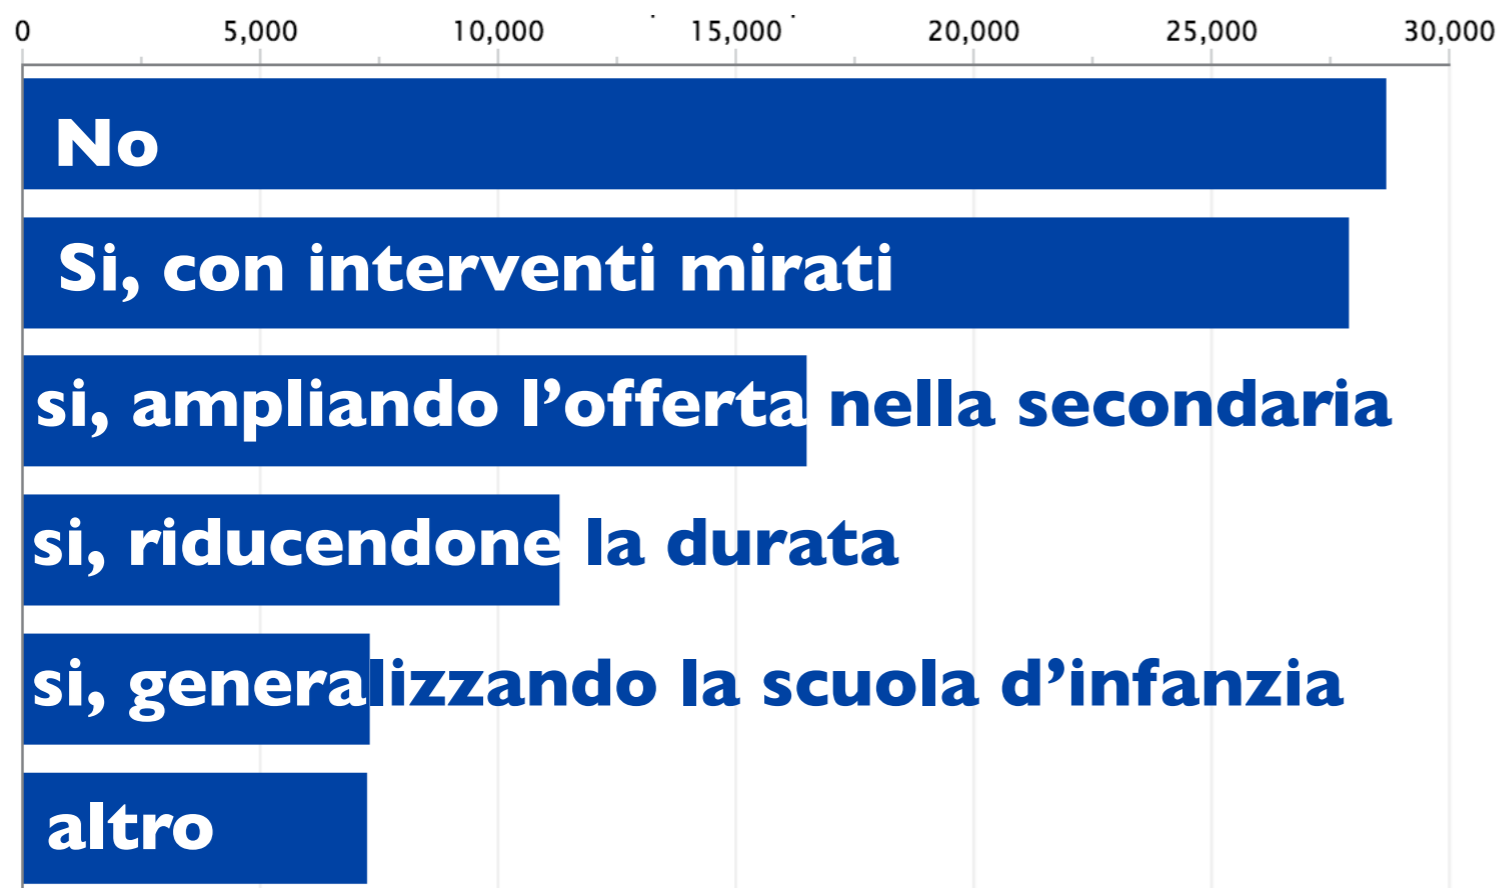 0 5,000 10,000 15,000 20,000 25,000 30,000
No
Si, con interventi mirati
si, ampliando l’offerta nella secondaria
si, riducendone la durata
si, generalizzando la scuola d’infanzia
altro